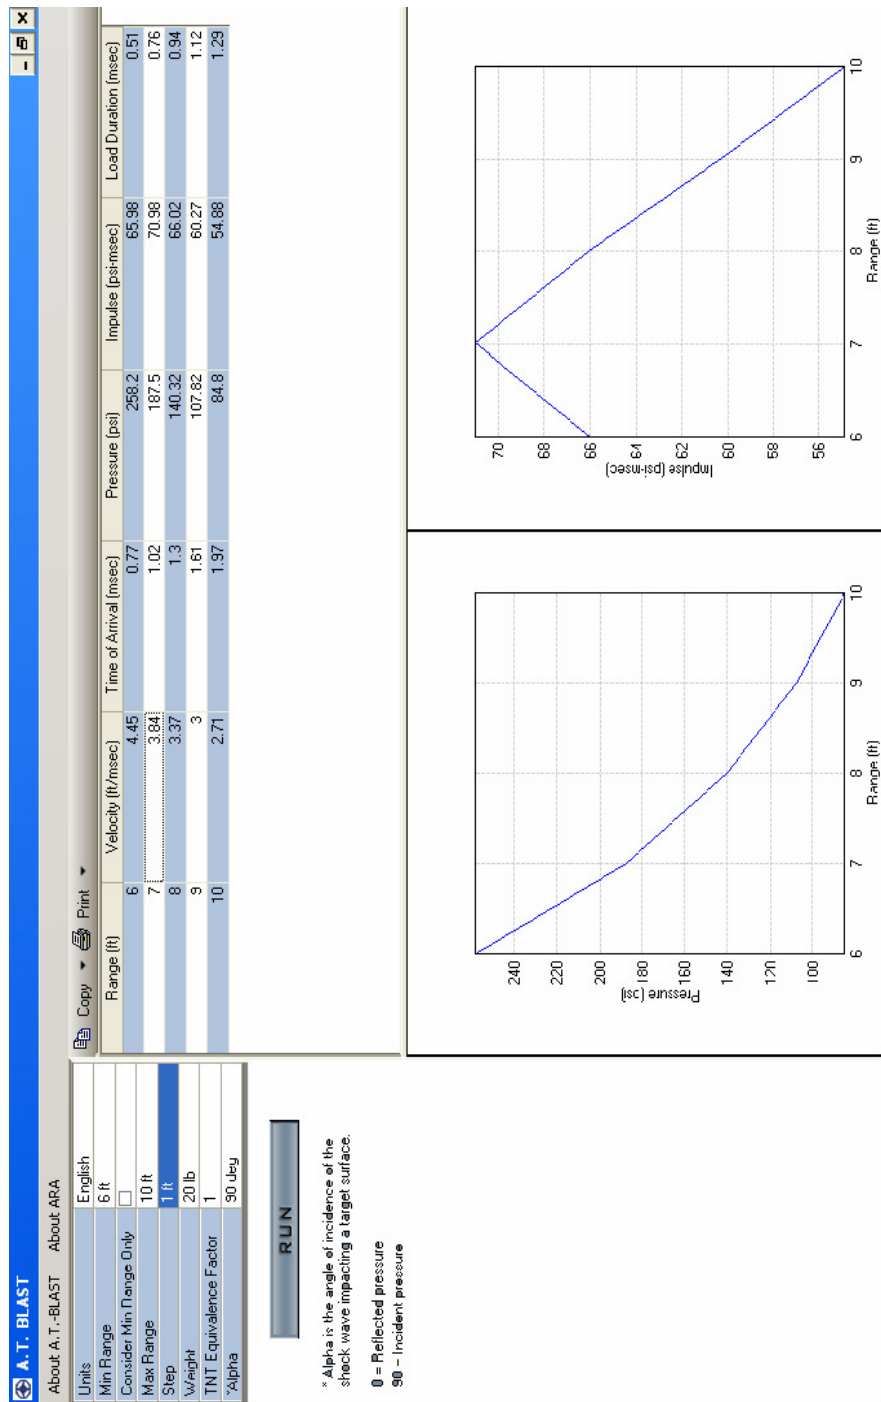 A.T. BLAST
About A.T.-BLAST About ARA
Units English
Min Range 6 ft
Consider Min Range Only
Max Range 10 ft
Step 1 ft
Weight 20 lb
TNT Equivalence Factor 1
*Alpha 90 deg
RUN
* Alpha is the angle of incidence of the
shock wave impacting a target surface.
0 = Reflected pressure
90 - Incident pressure
Copy Print
Range (ft) Velocity (ft/msec) Time of Arrival (msec) Pressure (psi) Impulse (psi-msec) Load Duration (msec)
6 4.45 0.77 258.2 65.98 0.51
7 3.84 1.02 187.5 70.98 0.76
8 3.37 1.3 140.32 66.02 0.94
9 3 1.61 107.82 60.27 1.12
10 2.71 1.97 84.8 54.88 1.29
Pressure (psi)
240
220
200
180
160
140
120
100
6 7 8 9 10
Range (ft)
Impulse (psi-msec)
70
68
66
64
62
60
58
56
6 7 8 9 10
Range (ft)